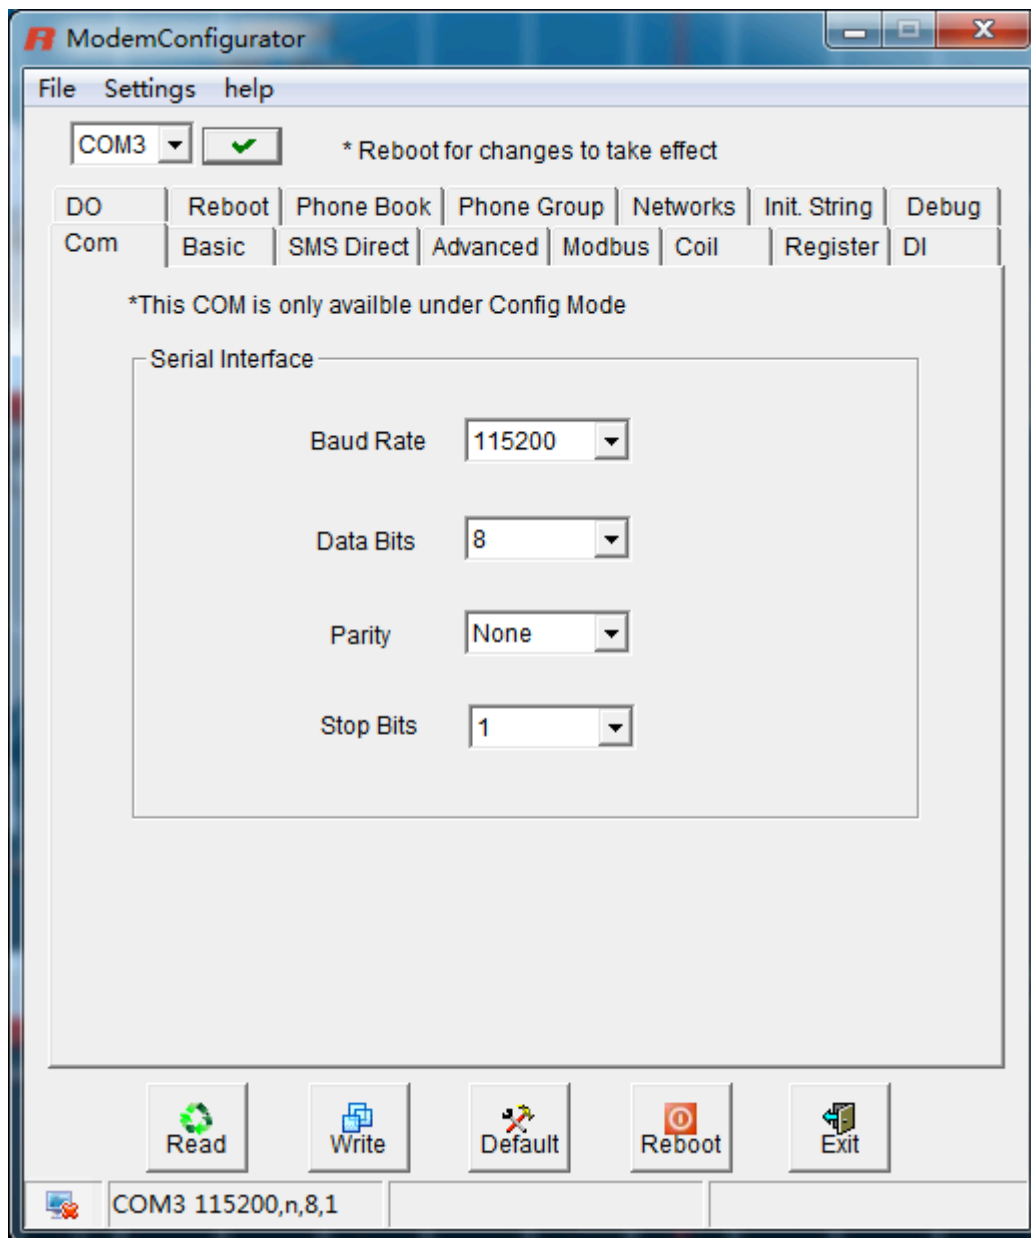 R ModemConfigurator
File Settings help
COM3 * Reboot for changes to take effect
DO Reboot Phone Book Phone Group Networks Init. String Debug
Com Basic SMS Direct Advanced Modbus Coil Register DI
*This COM is only availble under Config Mode
Serial Interface
Baud Rate 115200
Data Bits 8
Parity None
Stop Bits 1
Read Write Default Reboot Exit
COM3 115200,n,8,1